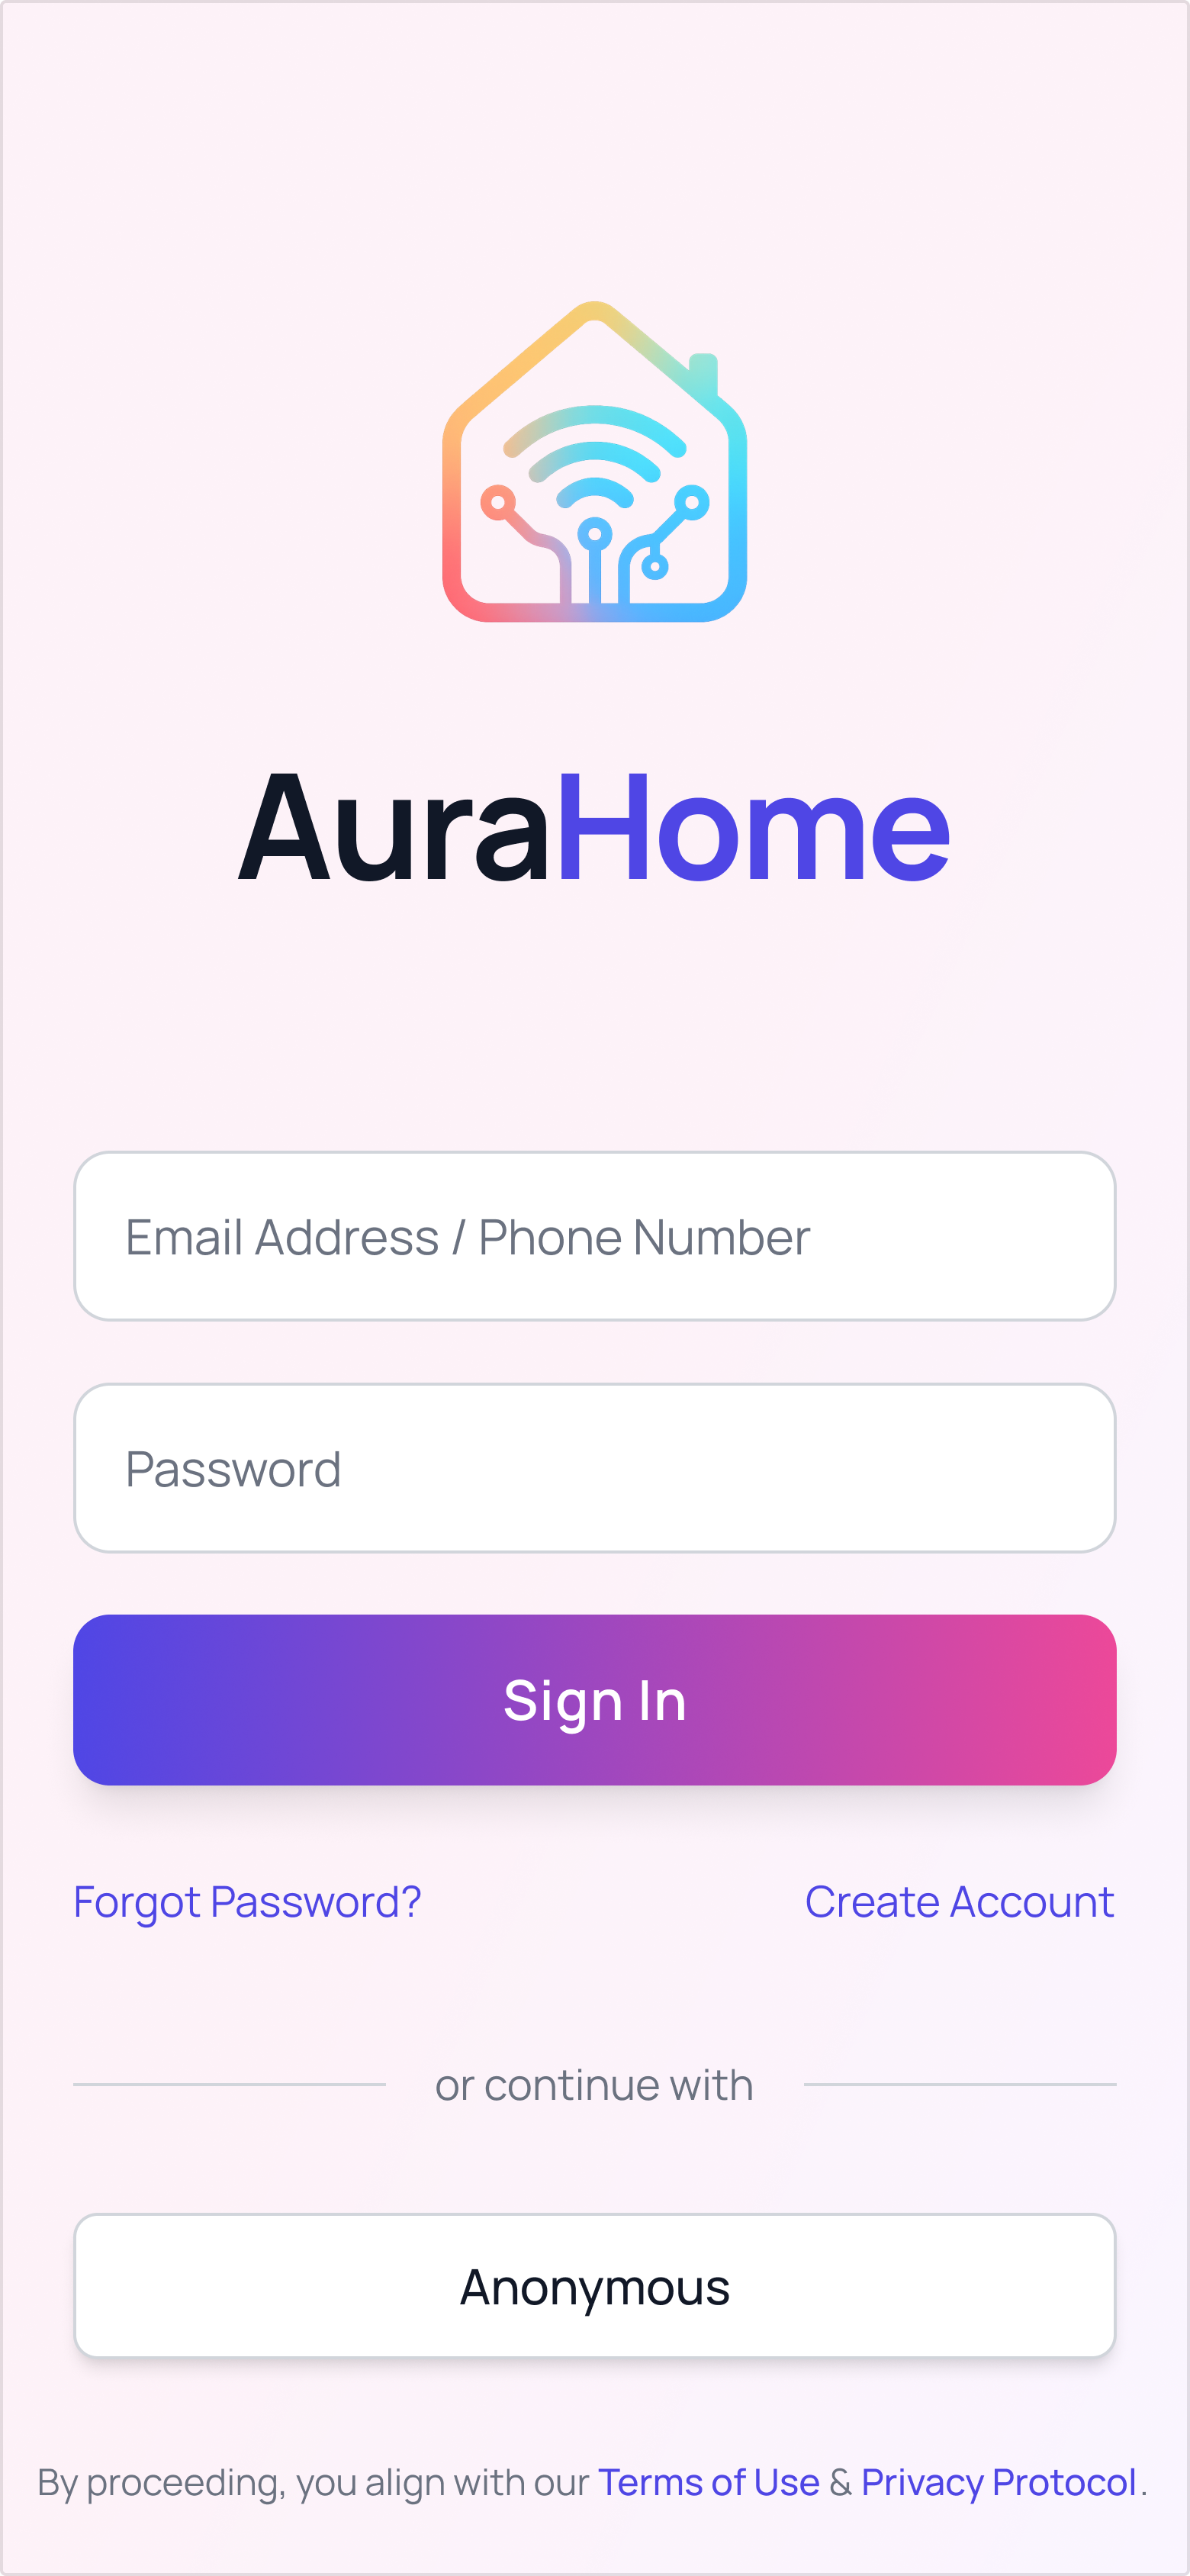 AuraHome
Email Address / Phone Number
Password
Sign In
Forgot Password? Create Account
or continue with
Anonymous
By proceeding, you align with our Terms of Use & Privacy Protocol.